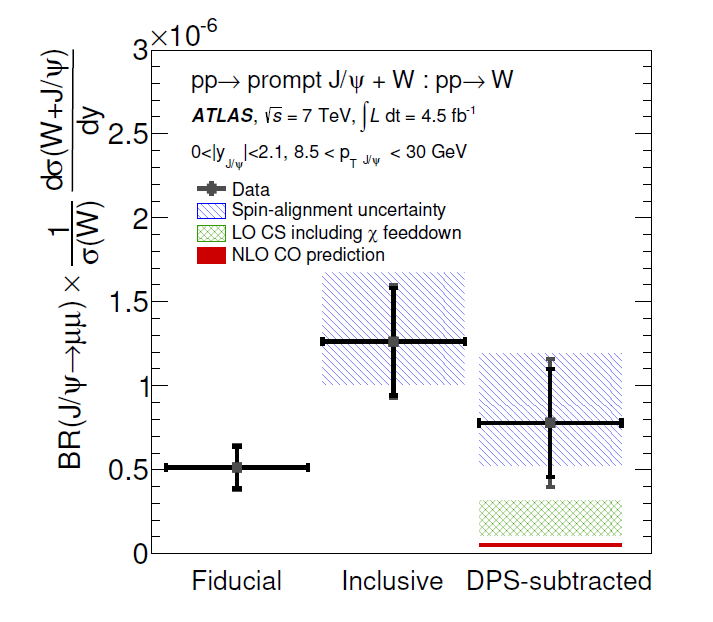 3×10⁻⁶
BR(J/ψ→μμ) × 1/σ(W) dσ(W+J/ψ)/dy
pp→ prompt J/ψ + W : pp→ W
ATLAS, √s = 7 TeV, ∫L dt = 4.5 fb⁻¹
0<|y_J/ψ|<2.1, 8.5 < p_T J/ψ < 30 GeV
Data
Spin-alignment uncertainty
LO CS including χ feeddown
NLO CO prediction
2.5
2
1.5
1
0.5
0
Fiducial Inclusive DPS-subtracted